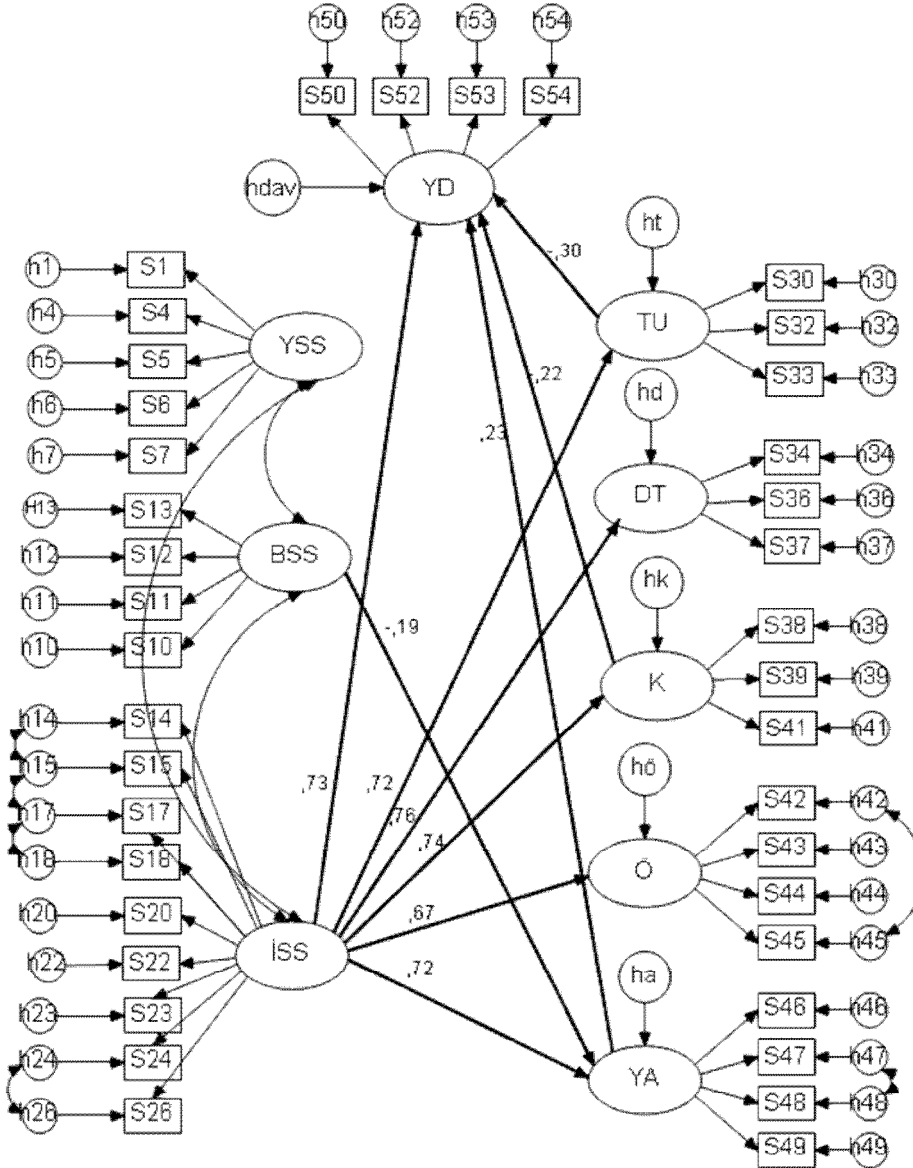 h50 h52 h53 h54
S50 S52 S53 S54
hdav YD
ht
-,30
h1 S1
S30 h30
h4 S4
TU S32 h32
h5 S5 YSS
-,22 S33 h33
h6 S6
hd
h7 S7
,23
S34 h34
H13 S13
DT S36 h36
h12 S12 BSS
S37 h37
h11 S11
hk
h10 S10
-,19
S38 h38
K S39 h39
h14 S14
S41 h41
h15 S15
hö
,73 ,72
h17 S17
S42 h42
,76
h18 S18
,74
S43 h43
Ö S44 h44
h20 S20
,67
S45 h45
h22 S22 İSS
,72
ha
h23 S23
S46 h46
h24 S24
S47 h47
YA S48 h48
h26 S26
S49 h49